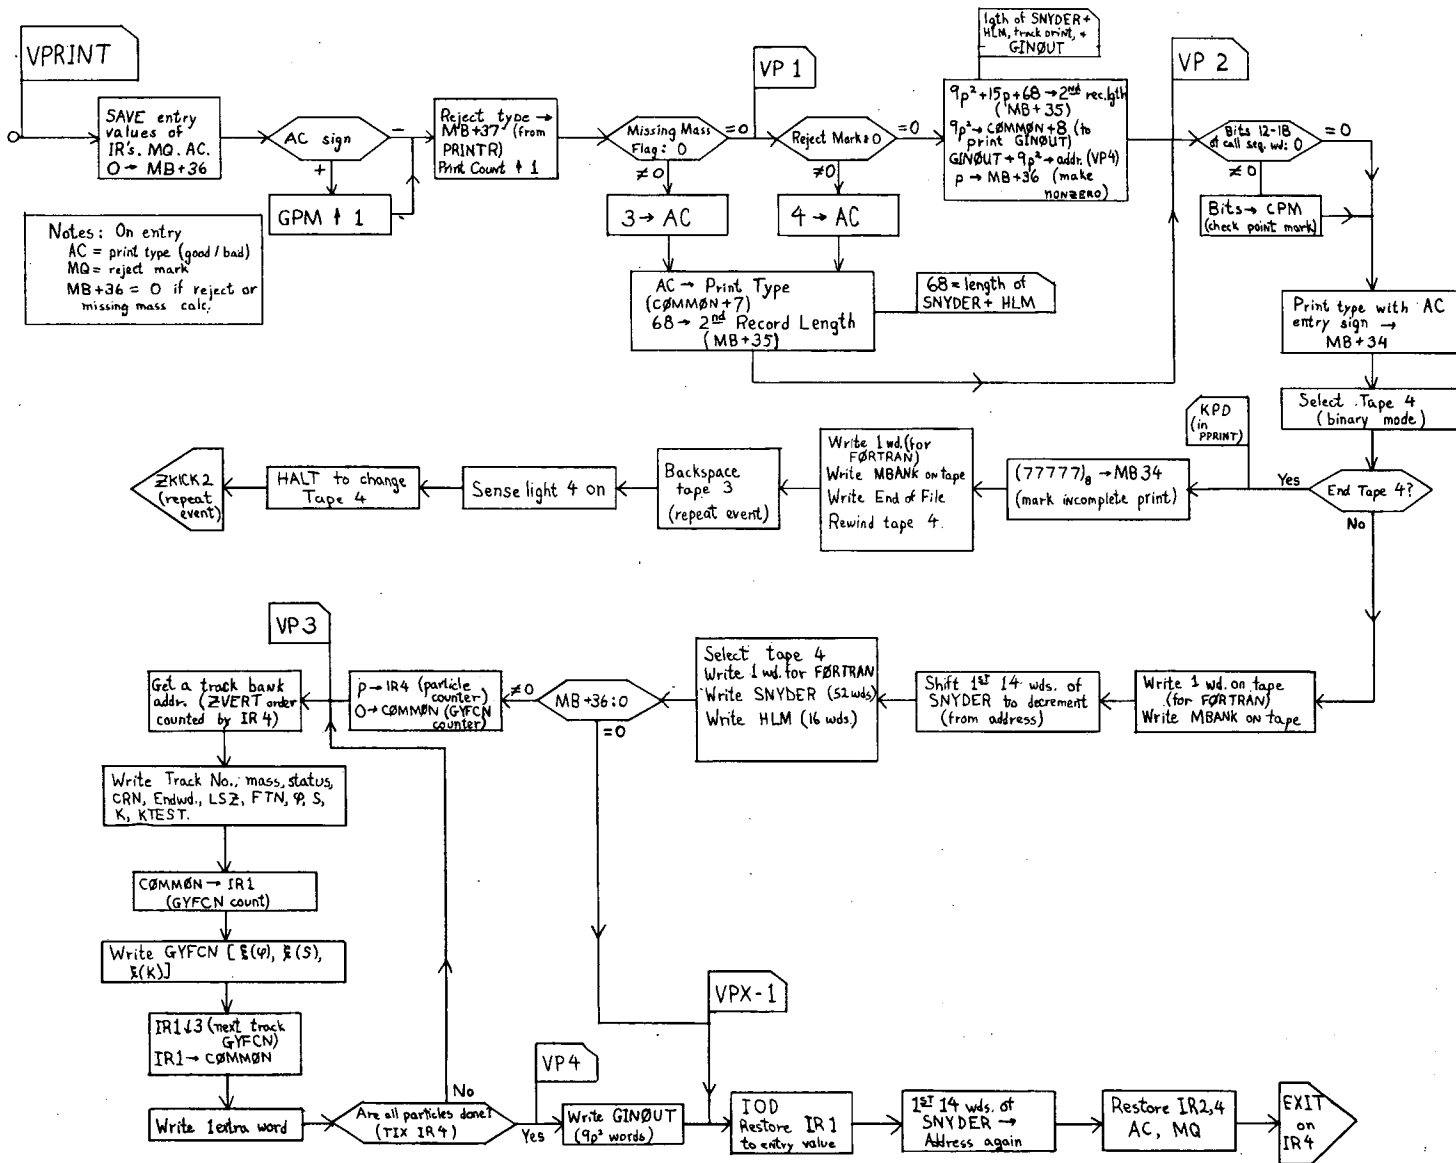 VPRINT
SAVE entry
values of
IR's. MQ. AC.
0 → MB+36
AC sign
-
+
GPM ↑ 1
Reject type →
MB+37 (from
PRINTR)
Print Count ↑ 1
Missing Mass
Flag: 0
=0
≠0
3 → AC
VP 1
Reject Mark: 0
=0
≠0
4 → AC
lgth of SNYDER+
HLM, track print, +
GINØUT
9p²+15p+68 → 2nd rec. lgth
(MB+35)
9p² → CØMMØN+8 (to
print GINØUT)
GINØUT + 9p² → addr. (VP4)
p → MB+36 (make
NONZERO)
VP 2
Bits 12-18
of call seq. wd: 0
=0
≠0
Bits → CPM
(check point mark)
Notes: On entry
AC = print type (good/bad)
MQ = reject mark
MB+36 = 0 if reject or
missing mass calc.
AC → Print Type
(CØMMØN+7)
68 → 2nd Record Length
(MB+35)
68 = length of
SNYDER + HLM
Print type with AC
entry sign →
MB+34
Select Tape 4
(binary mode)
End Tape 4?
Yes
No
KPD
(in
PPRINT)
(77777)8 → MB34
(mark incomplete print)
Write 1 wd. (for
FØRTRAN)
Write MBANK on tape
Write End of File
Rewind tape 4.
Backspace
tape 3
(repeat event)
Sense light 4 on
HALT to change
Tape 4
ZKICK2
(repeat
event)
Write 1 wd. on tape
(for FØRTRAN)
Write MBANK on tape
Shift 1ST 14 wds. of
SNYDER to decrement
(from address)
Select tape 4
Write 1 wd. for FØRTRAN
Write SNYDER (52 wds)
Write HLM (16 wds.)
MB+36: 0
≠0
=0
p → IR4 (particle
counter)
0 → CØMMØN (GYFCN
counter)
VP3
Get a track bank
addr. (ZVERT order
counted by IR 4)
Write Track No., mass, status,
CRN, Endwd., LSZ, FTN, φ, S,
K, KTEST.
CØMMØN → IR1
(GYFCN count)
Write GYFCN [ξ(φ), ξ(S),
ξ(K)]
IR1↓3 (next track
GYFCN)
IR1 → CØMMØN
Write 1 extra word
Are all particles done?
(TIX IR4)
No
Yes
VP4
Write GINØUT
(9p² words)
VPX-1
IOD
Restore IR1
to entry value
1ST 14 wds. of
SNYDER →
Address again
Restore IR2,4
AC, MQ
EXIT
on
IR4